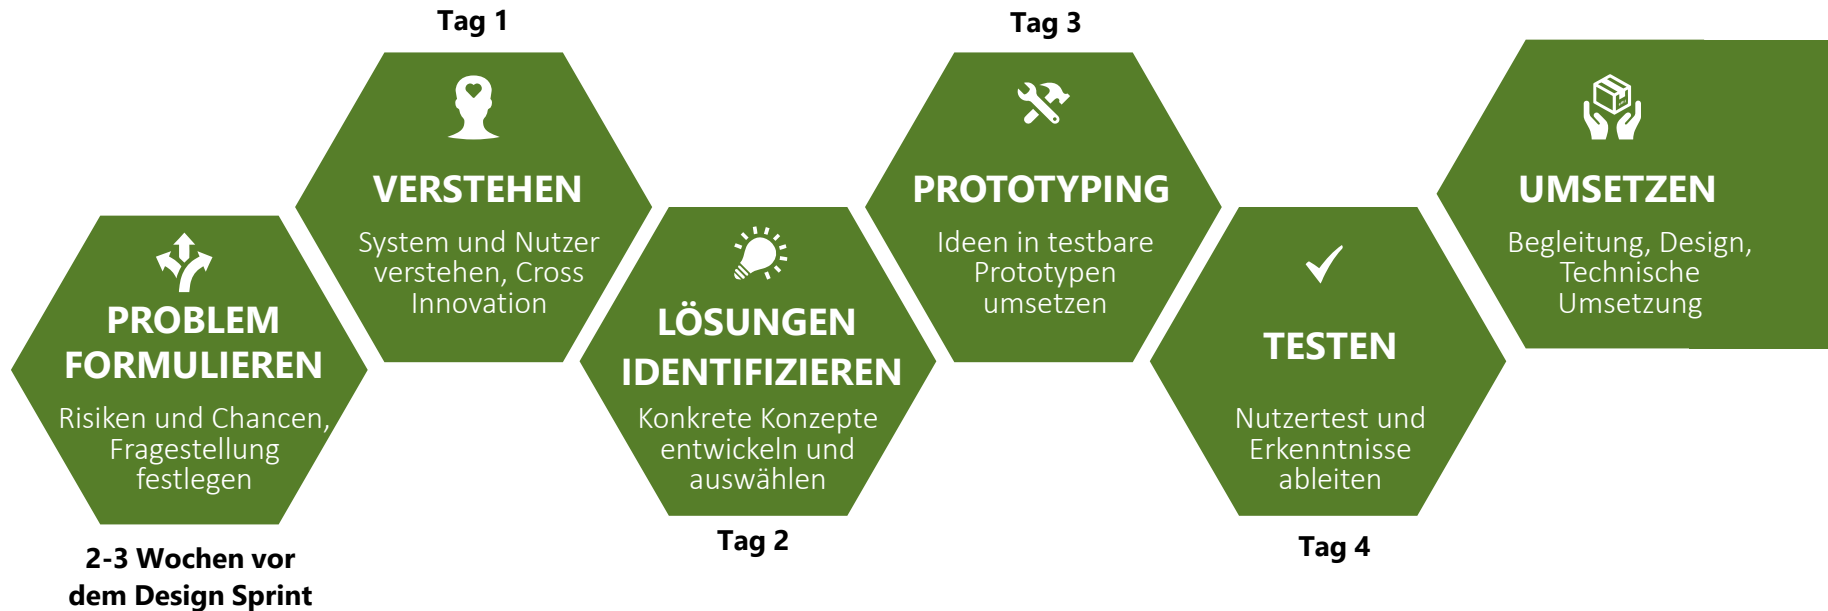 2-3 Wochen vor
dem Design Sprint
PROBLEM
FORMULIEREN
Risiken und Chancen,
Fragestellung
festlegen
Tag 1
VERSTEHEN
System und Nutzer
verstehen, Cross
Innovation
Tag 2
LÖSUNGEN
IDENTIFIZIEREN
Konkrete Konzepte
entwickeln und
auswählen
Tag 3
PROTOTYPING
Ideen in testbare
Prototypen
umsetzen
Tag 4
TESTEN
Nutzertest und
Erkenntnisse
ableiten
UMSETZEN
Begleitung, Design,
Technische
Umsetzung